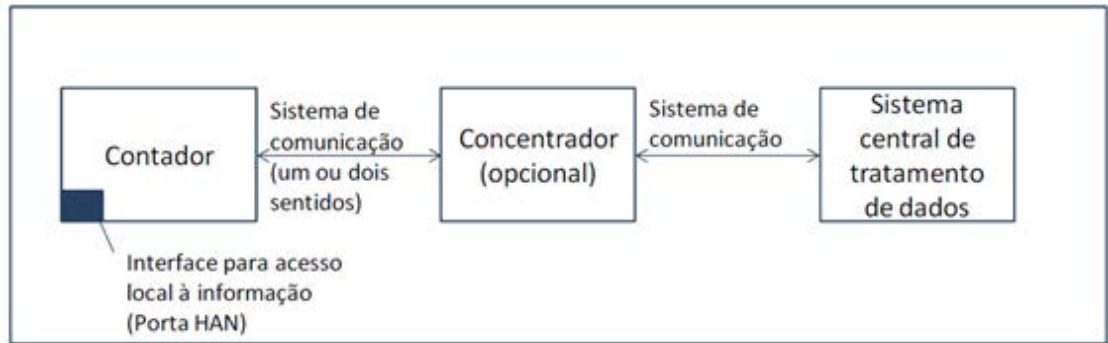 Contador
Sistema de
comunicação
(um ou dois
sentidos)
Concentrador
(opcional)
Sistema de
comunicação
Sistema
central de
tratamento
de dados
Interface para acesso
local à informação
(Porta HAN)